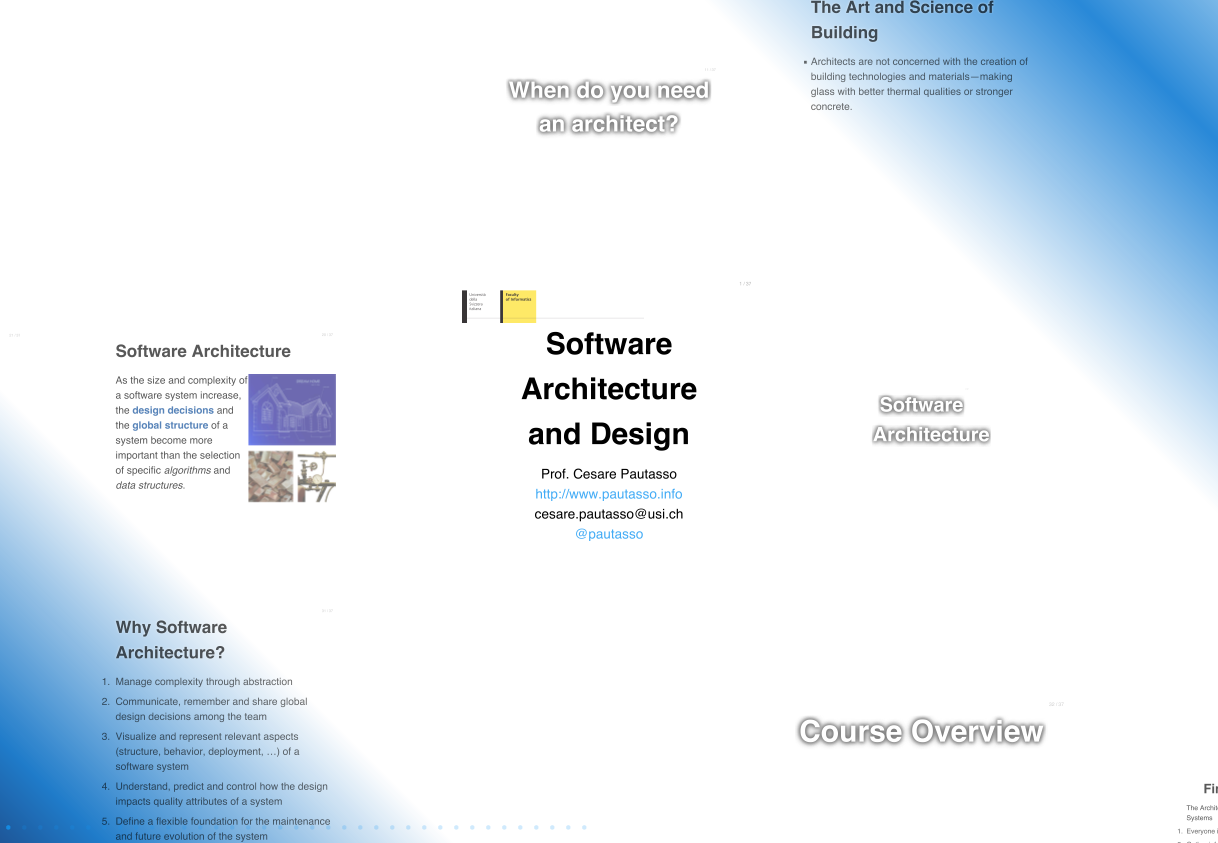 The Art and Science of
Building
• Architects are not concerned with the creation of
building technologies and materials—making
glass with better thermal qualities or stronger
concrete.
When do you need
an architect?
7 / 37
Università
della
Svizzera
italiana
Faculty
of Informatics
Software
Architecture
and Design
Prof. Cesare Pautasso
http://www.pautasso.info
cesare.pautasso@usi.ch
@pautasso
Software Architecture
As the size and complexity of
a software system increase,
the design decisions and
the global structure of a
system become more
important than the selection
of specific algorithms and
data structures.
Software
Architecture
Why Software
Architecture?
1. Manage complexity through abstraction
2. Communicate, remember and share global
design decisions among the team
3. Visualize and represent relevant aspects
(structure, behavior, deployment, …) of a
software system
4. Understand, predict and control how the design
impacts quality attributes of a system
5. Define a flexible foundation for the maintenance
and future evolution of the system
Course Overview
The Archit
Systems
1. Everyone i